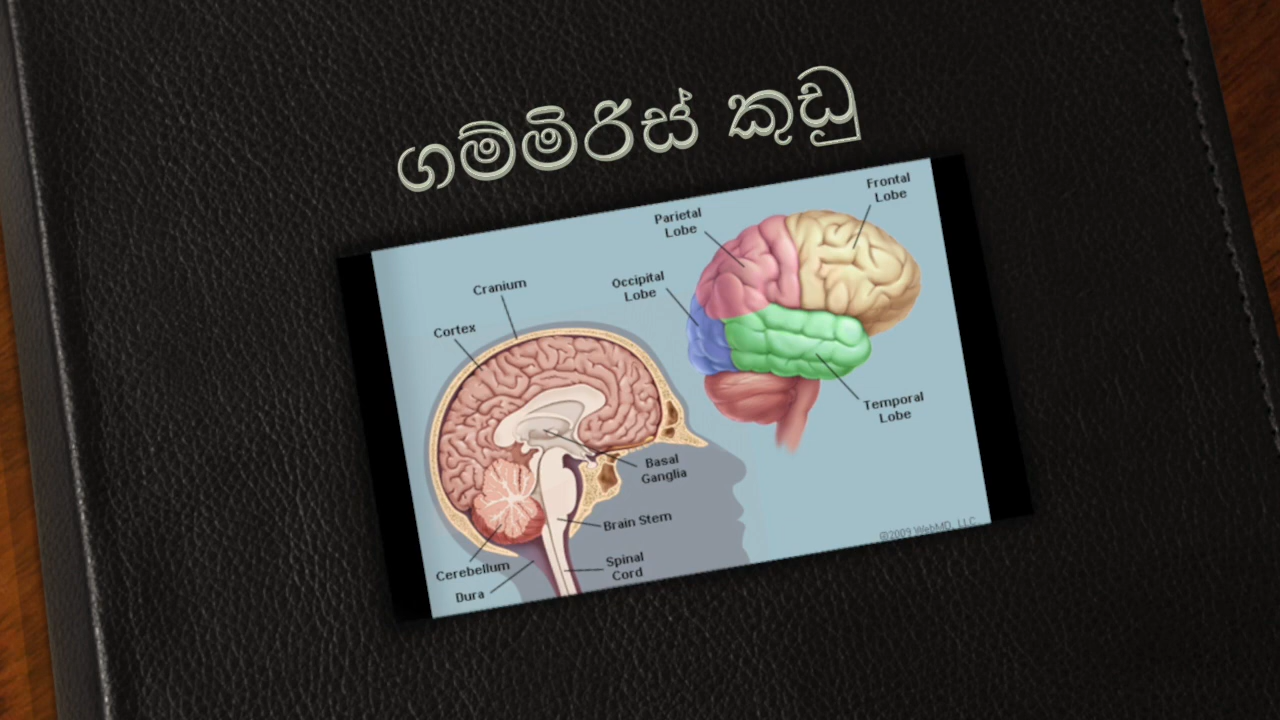 ගම්මිරිස් කුඩු
Frontal
Lobe
Parietal
Lobe
Occipital
Lobe
Cranium
Cortex
Temporal
Lobe
Basal
Ganglia
Brain Stem
Spinal
Cord
Cerebellum
Dura
©2009 WebMD, LLC.